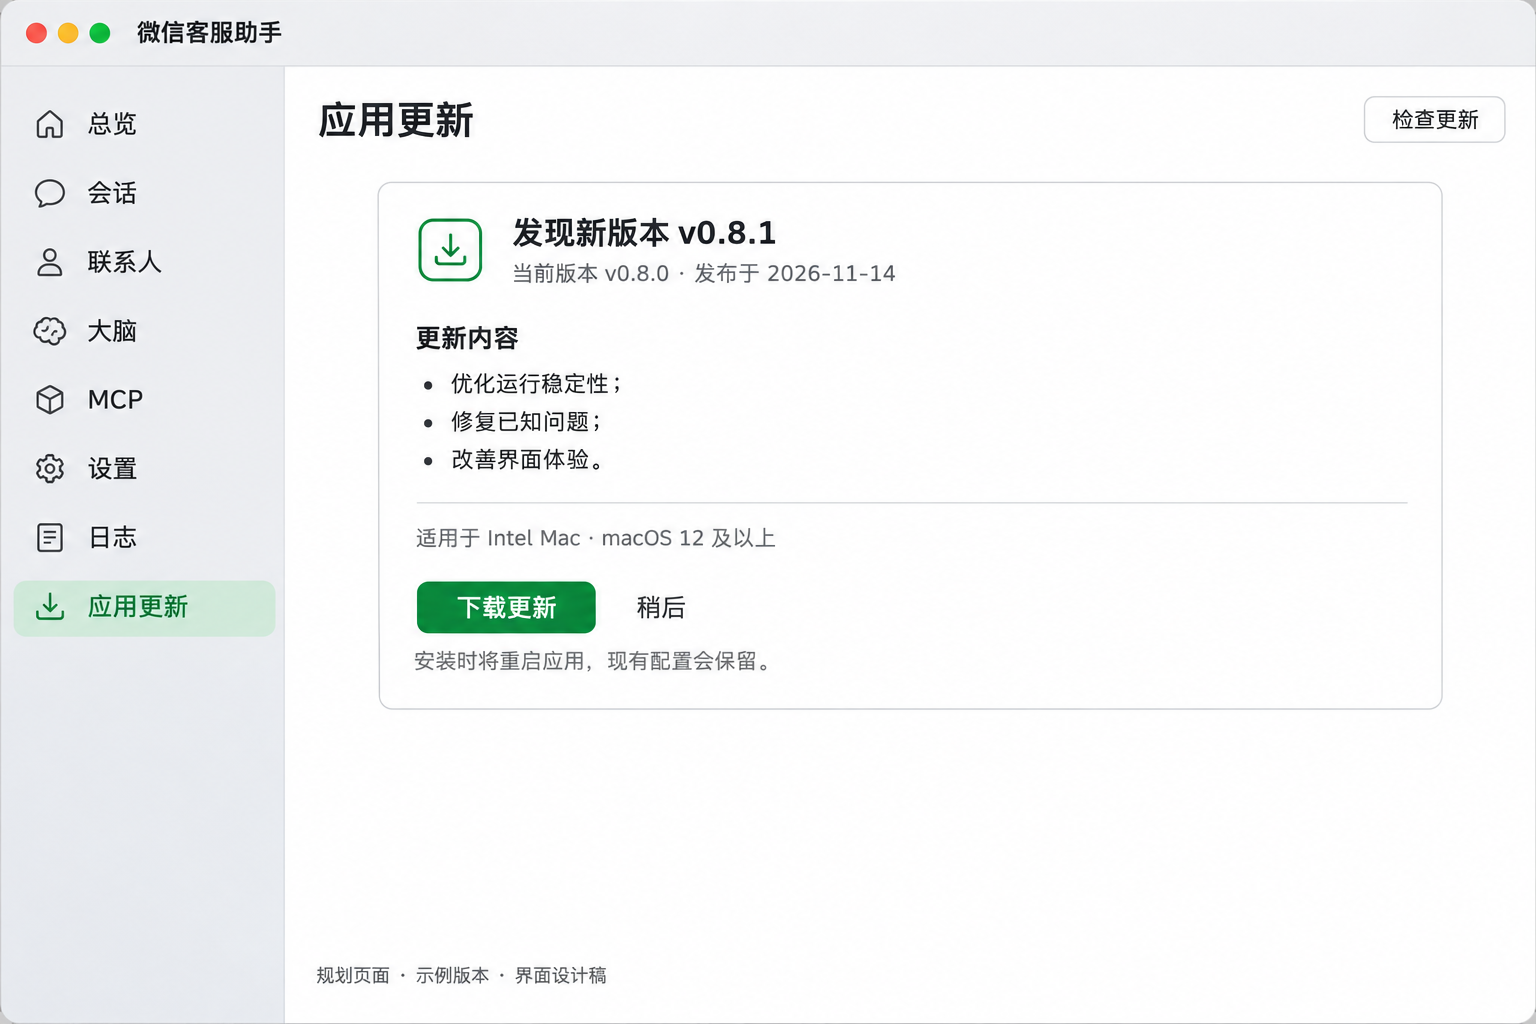 微信客服助手
总览
会话
联系人
大脑
MCP
设置
日志
应用更新
应用更新
检查更新
发现新版本 v0.8.1
当前版本 v0.8.0 · 发布于 2026-11-14
更新内容
• 优化运行稳定性；
• 修复已知问题；
• 改善界面体验。
适用于 Intel Mac · macOS 12 及以上
下载更新
稍后
安装时将重启应用，现有配置会保留。
规划页面 · 示例版本 · 界面设计稿